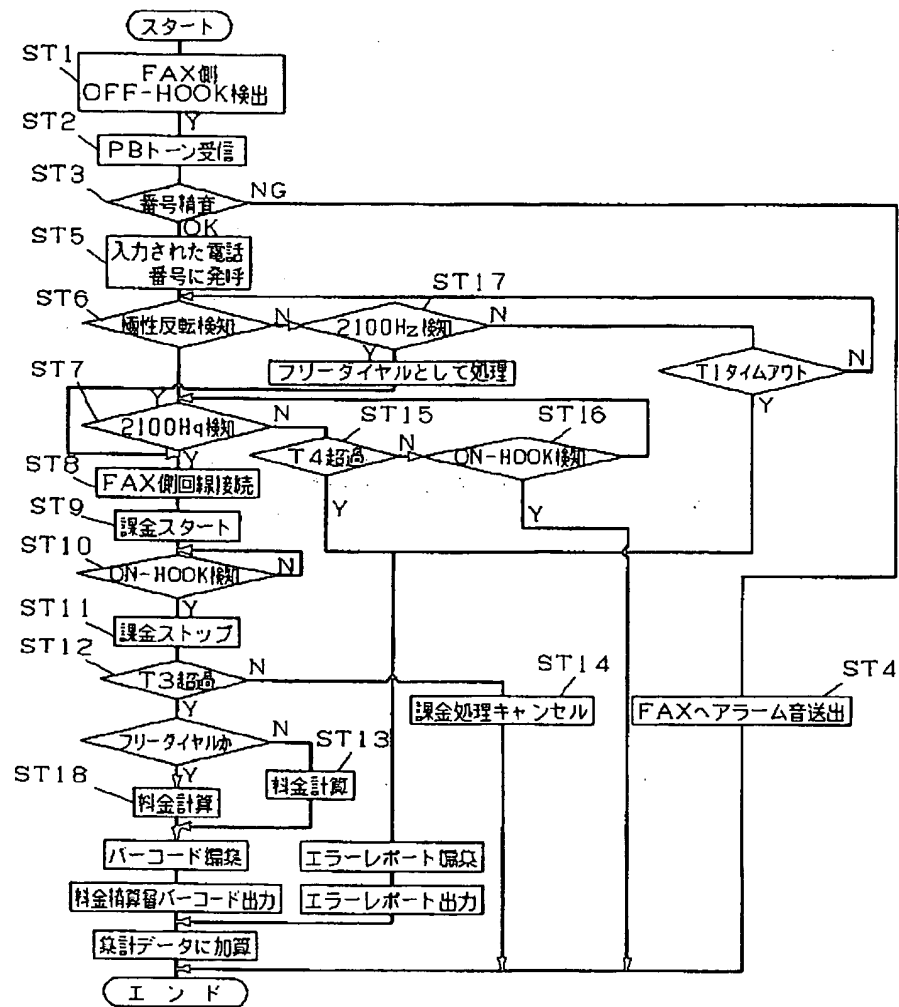 スタート
ST1
FAX側
OFF-HOOK検出
Y
ST2
PBトーン受信
ST3
番号精査
NG
OK
ST5
入力された電話
番号に発呼
ST6
極性反転検知
N
ST17
2100Hz検知
N
Y
フリーダイヤルとして処理
T1タイムアウト
N
Y
ST7
Y
2100Hq検知
N
Y
ST15
T4超過
N
Y
ST16
ON-HOOK検知
Y
ST8
FAX側回線接続
ST9
課金スタート
ST10
ON-HOOK検知
N
Y
ST11
課金ストップ
ST12
T3超過
N
Y
ST14
課金処理キャンセル
ST4
FAXへアラーム音送出
フリーダイヤルか
N
Y
ST13
料金計算
ST18
料金計算
バーコード編集
エラーレポート編集
料金精算書バーコード出力
エラーレポート出力
集計データに加算
エンド